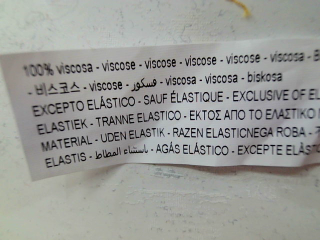 100% viscosa - viscose - viscose - viscose - viscose - viscosa -
- 비스코스 - viscose - فسكوز - viscosa - viscosa - biskosa
EXCEPTO ELÁSTICO - SAUF ÉLASTIQUE - EXCLUSIVE OF
ELASTIEK - TRANNE ELASTICO - ΕΚΤΟΣ ΑΠΟ ΤΟ ΕΛΑΣΤΙΚΟ
MATERIAL - UDEN ELASTIK - RAZEN ELASTICNEGA ROBA -
ELASTIS - باستثناء المطاط - AGÁS ELÁSTICO - EXCEPTE